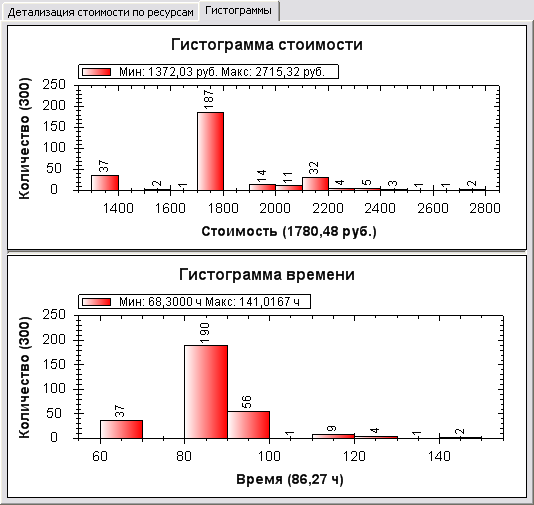 Детализация стоимости по ресурсам Гистограммы
Гистограмма стоимости
Мин: 1372,03 руб. Макс: 2715,32 руб.
Количество (300)
250
200
150
100
50
0
37 2 1 187 14 11 32 4 5 3 1 1 2
1400 1600 1800 2000 2200 2400 2600 2800
Стоимость (1780,48 руб.)
Гистограмма времени
Мин: 68,3000 ч Макс: 141,0167 ч
Количество (300)
250
200
150
100
50
0
37 190 56 1 9 4 1 2
60 80 100 120 140
Время (86,27 ч)